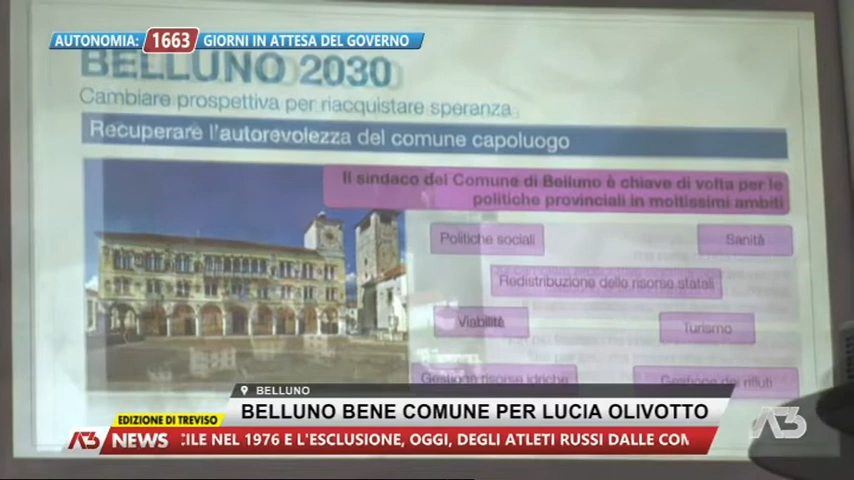 AUTONOMIA: 1663 GIORNI IN ATTESA DEL GOVERNO
BELLUNO 2030
Cambiare prospettiva per riacquistare speranza
Recuperare l'autorevolezza del comune capoluogo
Il sindaco del Comune di Belluno è chiave di volta per le
politiche provinciali in moltissimi ambiti
Politiche sociali
Sanità
Redistribuzione delle risorse statali
Viabilità
Turismo
Gestione risorse idriche
Gestione dei rifiuti
BELLUNO
EDIZIONE DI TREVISO
BELLUNO BENE COMUNE PER LUCIA OLIVOTTO
A3 NEWS
CILE NEL 1976 E L'ESCLUSIONE, OGGI, DEGLI ATLETI RUSSI DALLE COM
A3